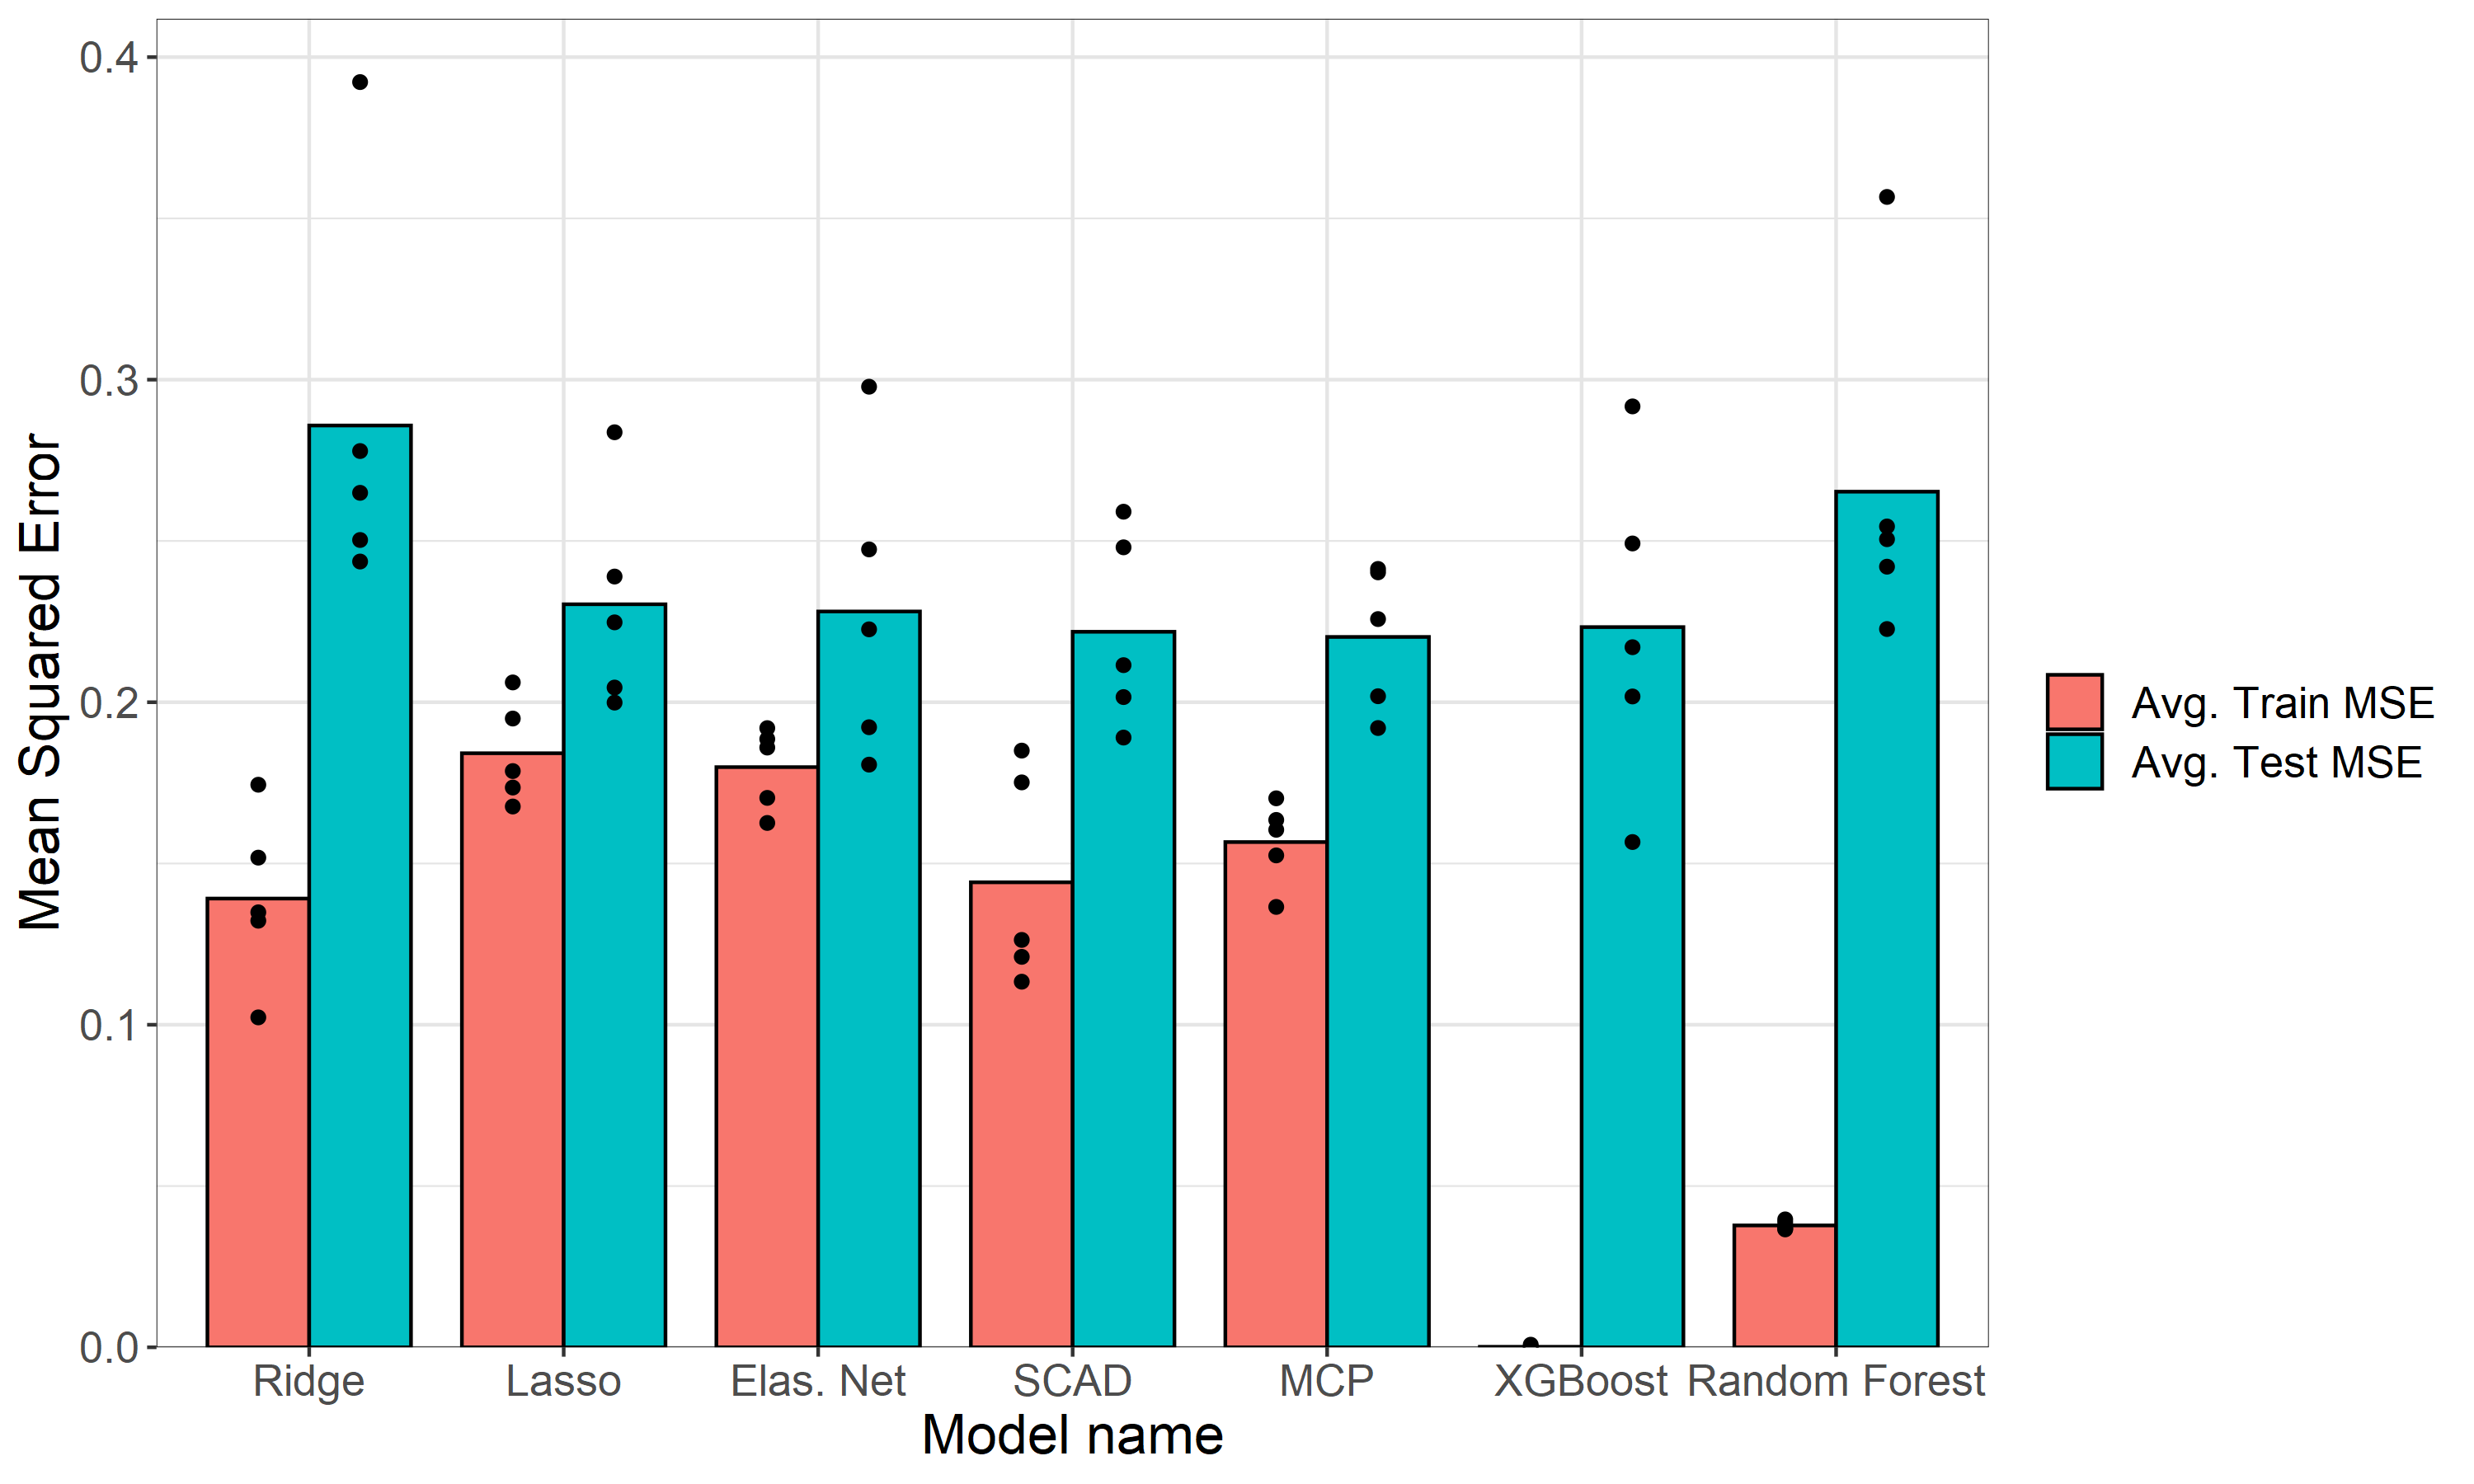 Mean Squared Error
0.4
0.3
0.2
0.1
0.0
Ridge Lasso Elas. Net SCAD MCP XGBoost Random Forest
Model name
Avg. Train MSE
Avg. Test MSE